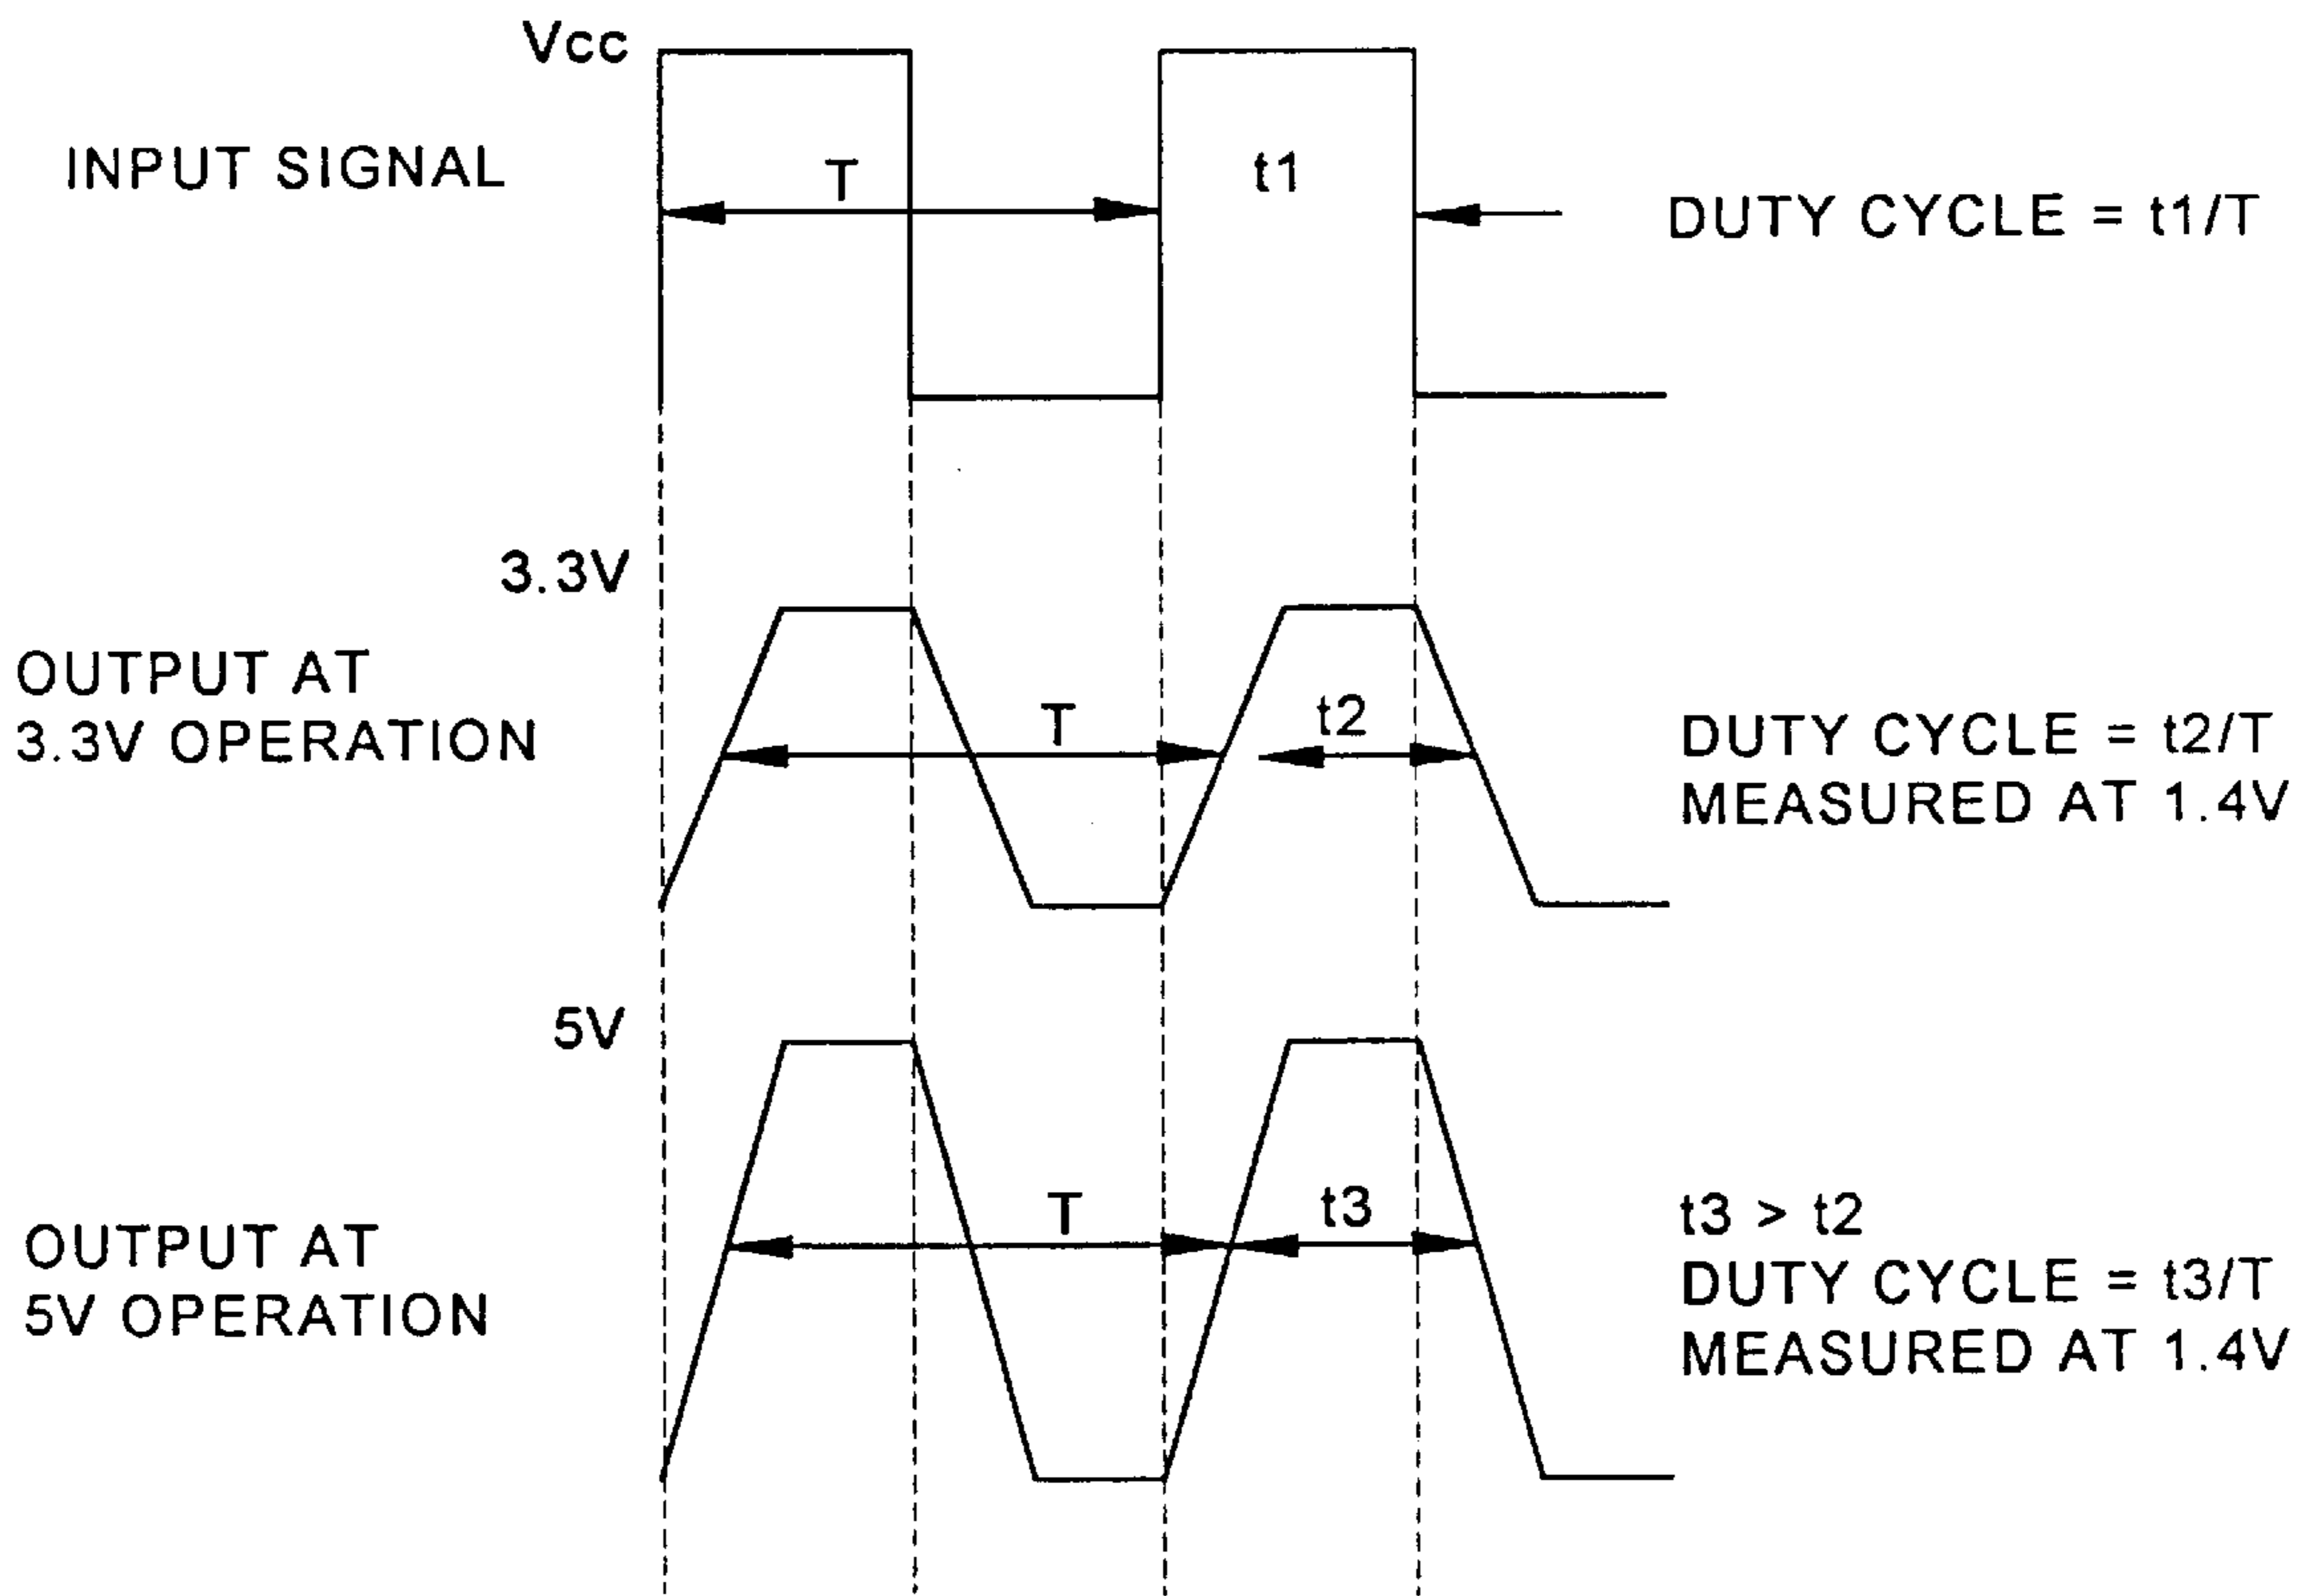 Vcc
INPUT SIGNAL
T
t1
DUTY CYCLE = t1/T
3.3V
OUTPUT AT
3.3V OPERATION
T
t2
DUTY CYCLE = t2/T
MEASURED AT 1.4V
5V
OUTPUT AT
5V OPERATION
T
t3
t3 > t2
DUTY CYCLE = t3/T
MEASURED AT 1.4V